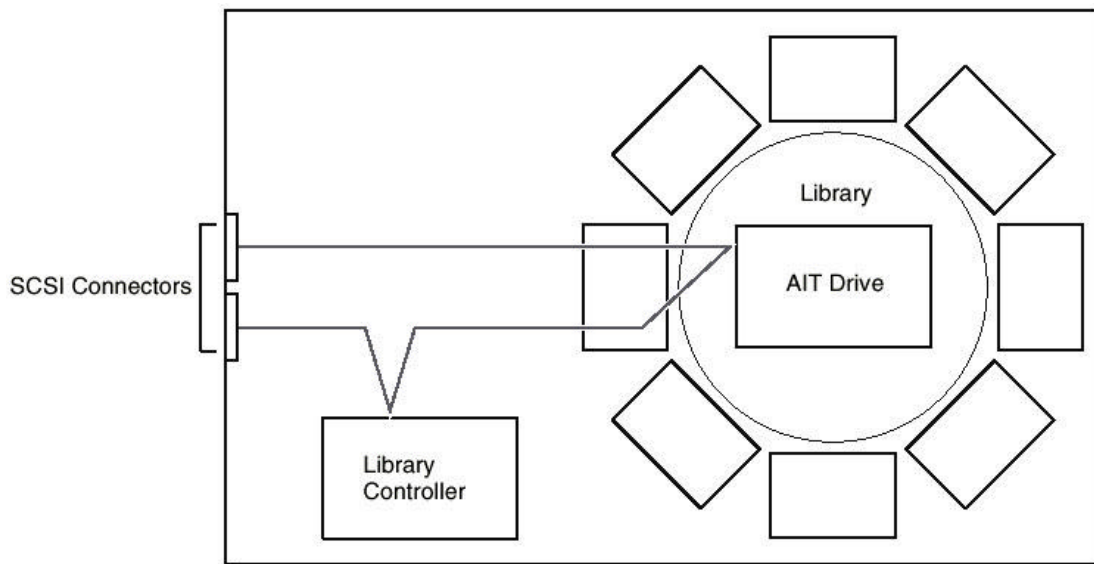 Library
SCSI Connectors
AIT Drive
Library
Controller